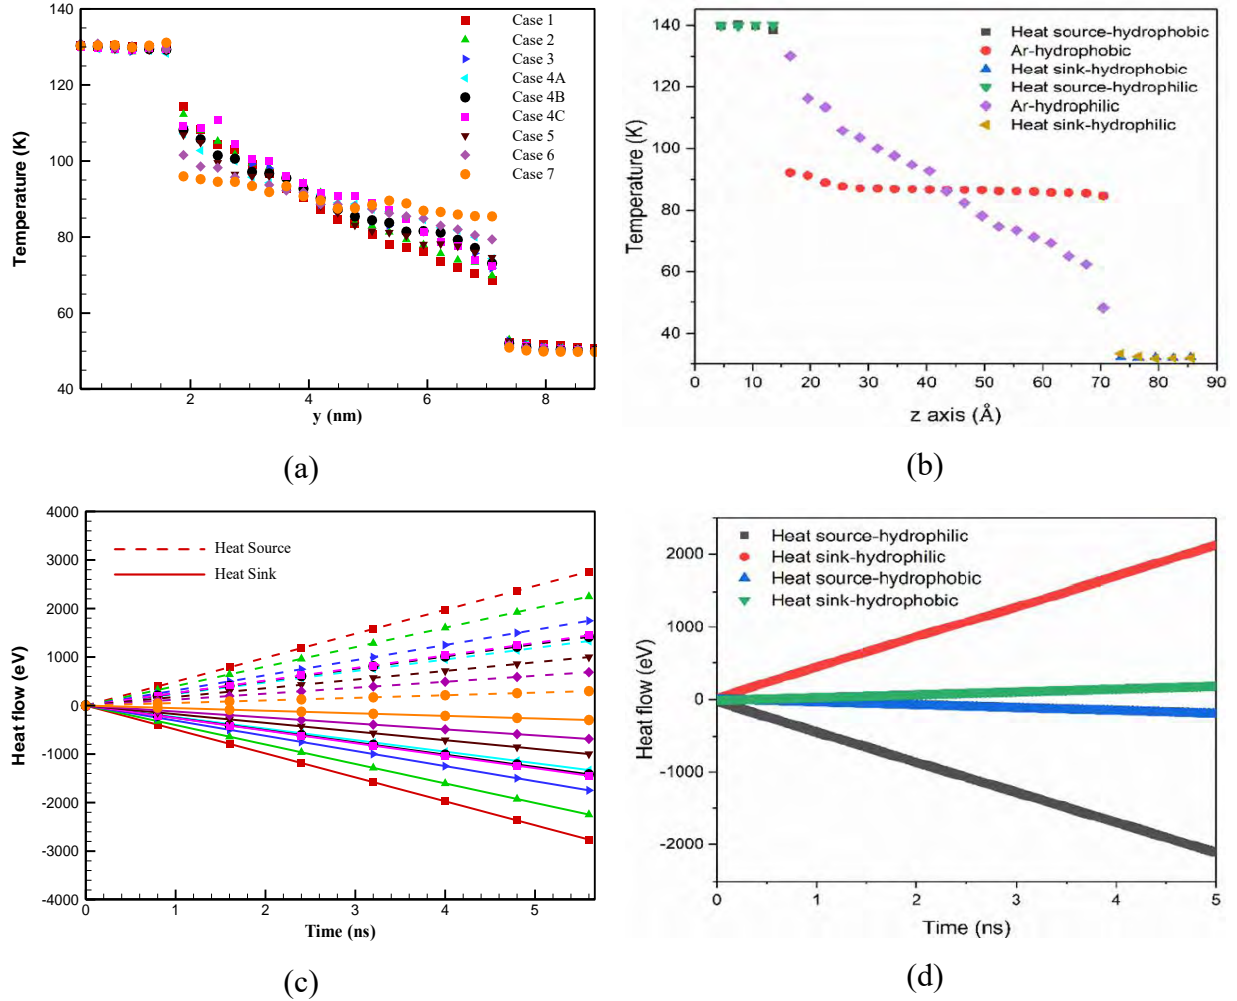 140
120
100
80
60
40
Temperature (K)
2
4
6
8
y (nm)
Case 1
Case 2
Case 3
Case 4A
Case 4B
Case 4C
Case 5
Case 6
Case 7
(a)
140
120
100
80
60
40
Temperature (K)
0
10
20
30
40
50
60
70
80
90
z axis (Å)
Heat source-hydrophobic
Ar-hydrophobic
Heat sink-hydrophobic
Heat source-hydrophilic
Ar-hydrophilic
Heat sink-hydrophilic
(b)
4000
3000
2000
1000
0
-1000
-2000
-3000
-4000
Heat flow (eV)
0
1
2
3
4
5
Time (ns)
Heat Source
Heat Sink
(c)
2000
1000
0
-1000
-2000
Heat flow (eV)
0
1
2
3
4
5
Time (ns)
Heat source-hydrophilic
Heat sink-hydrophilic
Heat source-hydrophobic
Heat sink-hydrophobic
(d)